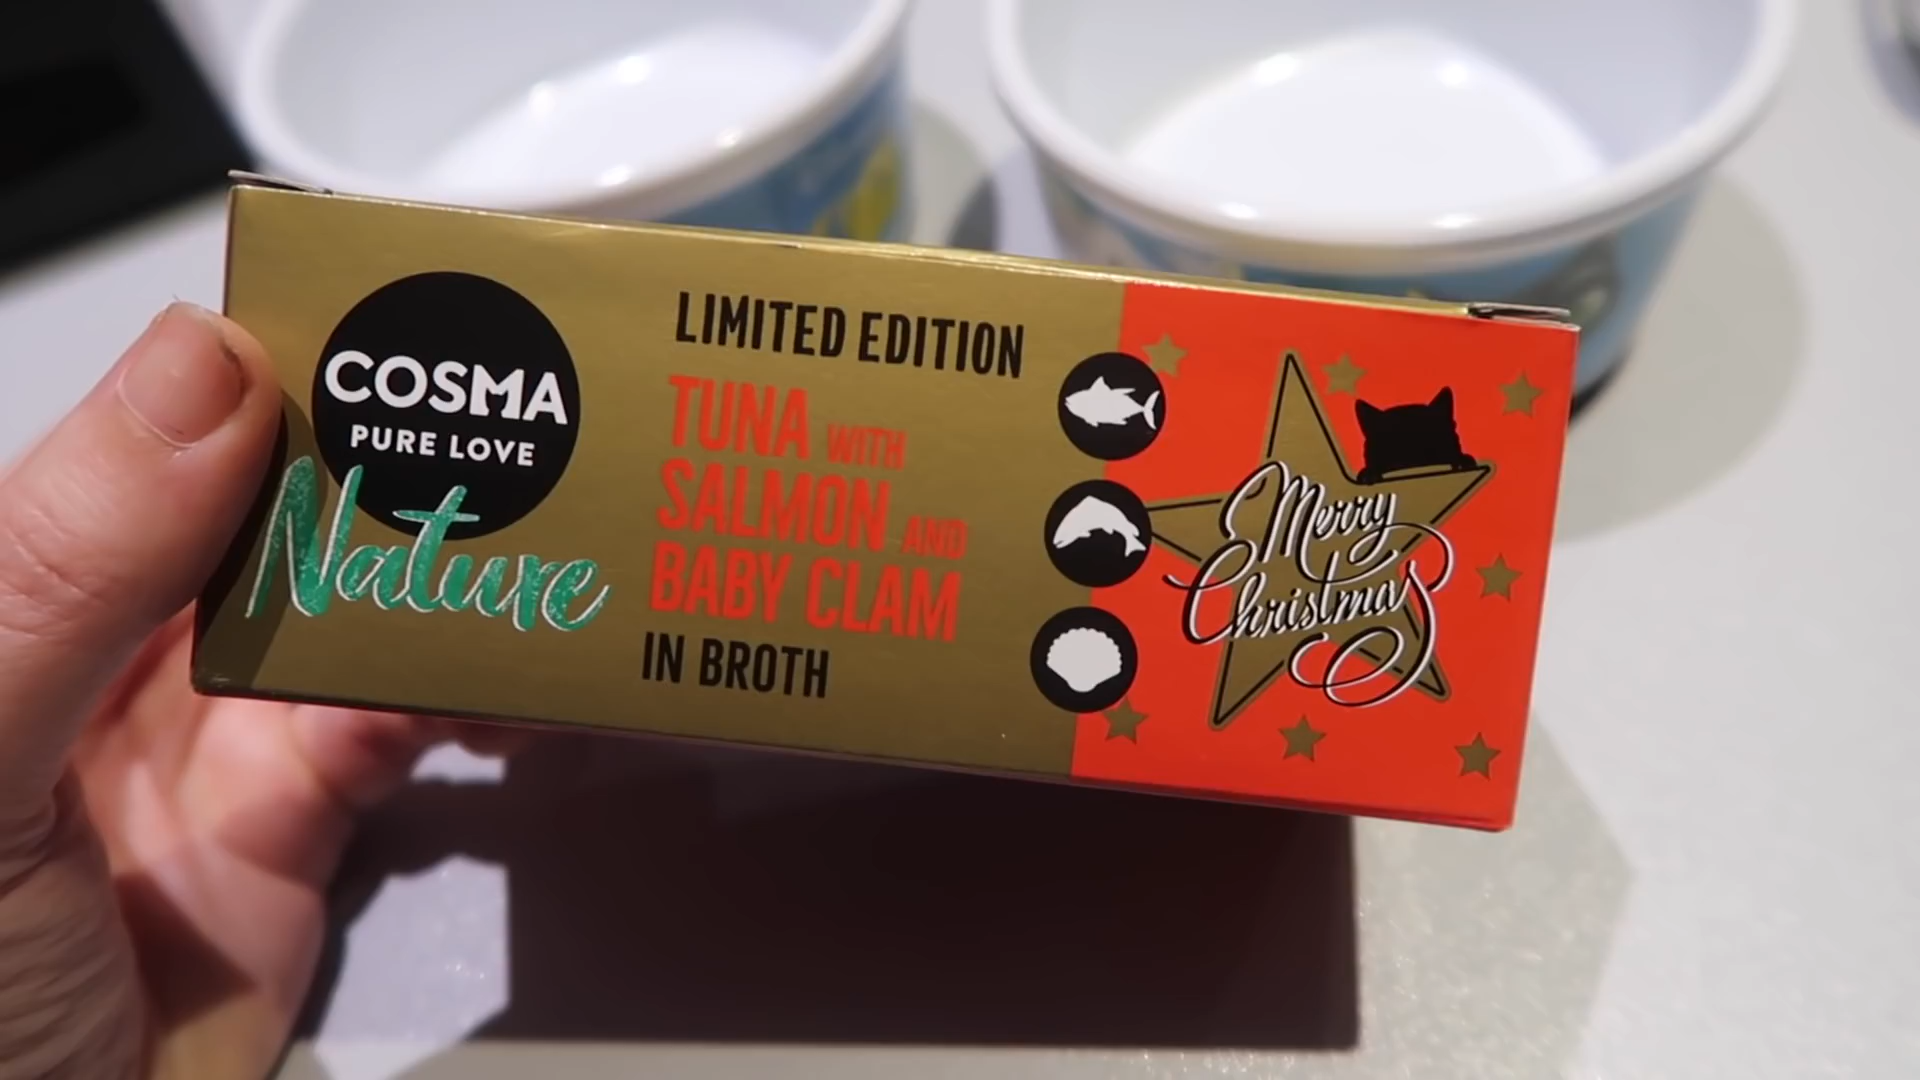 COSMA
PURE LOVE
Nature
LIMITED EDITION
TUNA WITH
SALMON AND
BABY CLAM
IN BROTH
Merry
Christmas